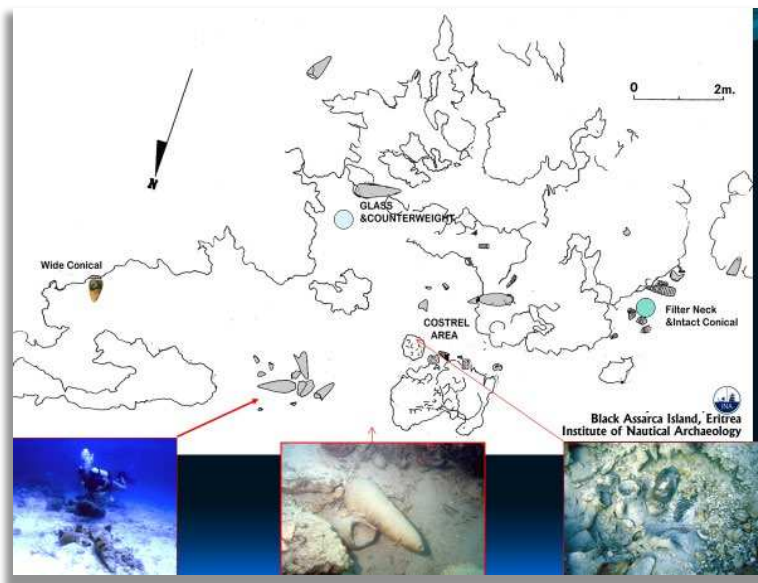 0 2m.
N
GLASS
&COUNTERWEIGHT
Wide Conical
Filter Neck
&Intact Conical
COSTREL
AREA
INA
Black Assarca Island, Eritrea
Institute of Nautical Archaeology